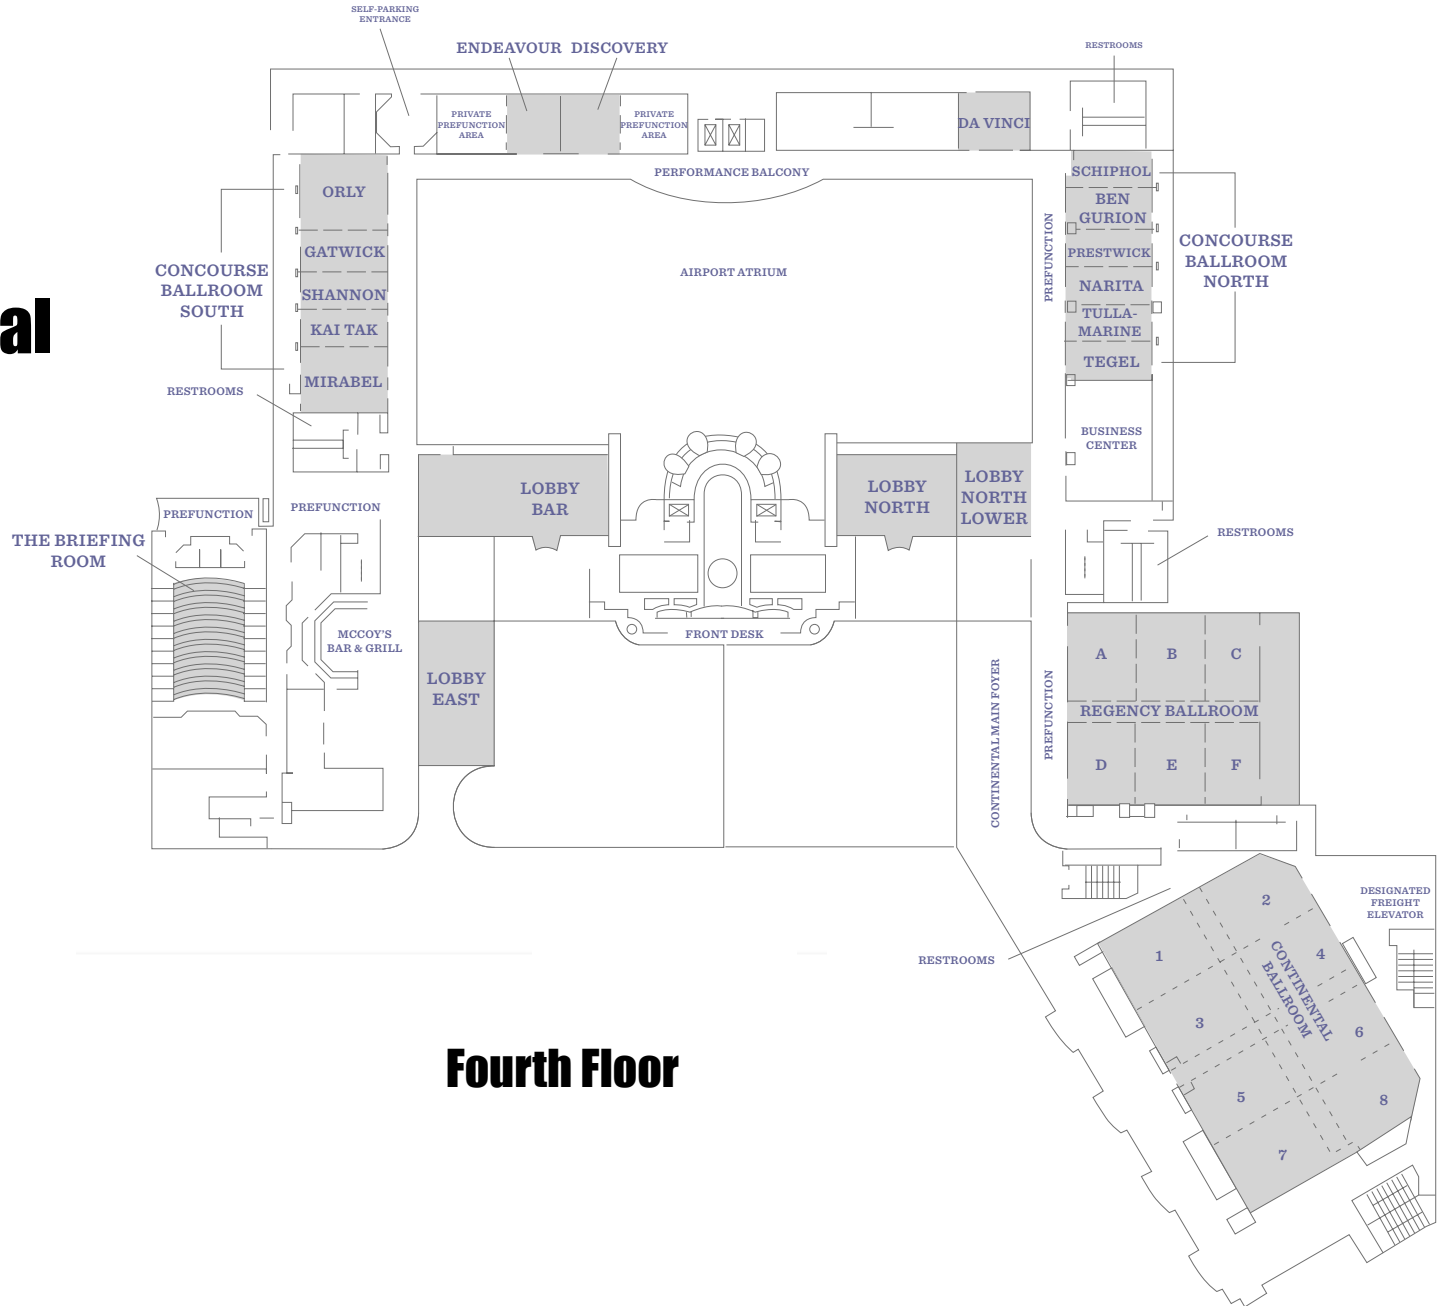 SELF-PARKING
ENTRANCE
ENDEAVOUR DISCOVERY
RESTROOMS
PRIVATE
PREFUNCTION
AREA
PRIVATE
PREFUNCTION
AREA
DA VINCI
PERFORMANCE BALCONY
ORLY
GATWICK
SHANNON
KAI TAK
MIRABEL
CONCOURSE
BALLROOM
SOUTH
al
AIRPORT ATRIUM
PREFUNCTION
SCHIPHOL
BEN
GURION
PRESTWICK
NARITA
TULLA-
MARINE
TEGEL
CONCOURSE
BALLROOM
NORTH
RESTROOMS
BUSINESS
CENTER
LOBBY
BAR
LOBBY
NORTH
LOBBY
NORTH
LOWER
PREFUNCTION
PREFUNCTION
THE BRIEFING
ROOM
RESTROOMS
MCCOY'S
BAR & GRILL
FRONT DESK
LOBBY
EAST
CONTINENTAL MAIN FOYER
PREFUNCTION
A
B
C
REGENCY BALLROOM
D
E
F
DESIGNATED
FREIGHT
ELEVATOR
RESTROOMS
1
2
3
4
CONTINENTAL
BALLROOM
5
6
7
8
Fourth Floor